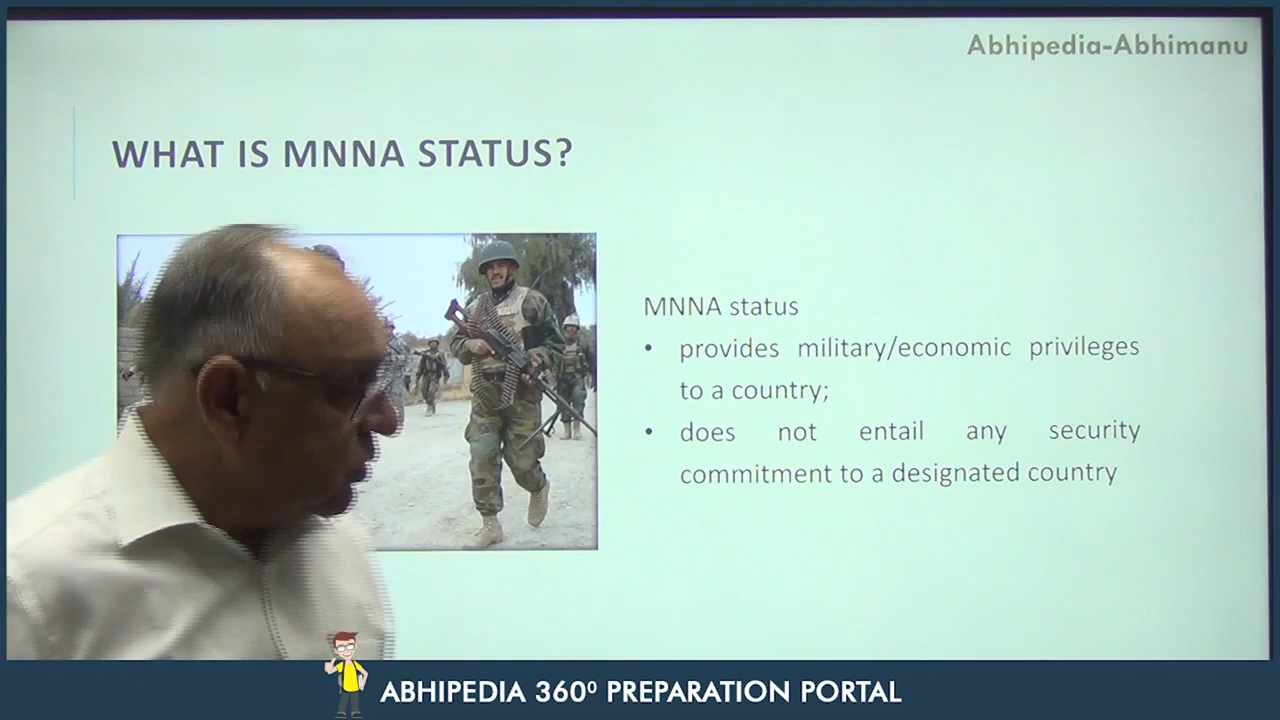 Abhipedia-Abhimanu
WHAT IS MNNA STATUS?
MNNA status
• provides military/economic privileges
to a country;
• does not entail any security
commitment to a designated country
ABHIPEDIA 360⁰ PREPARATION PORTAL